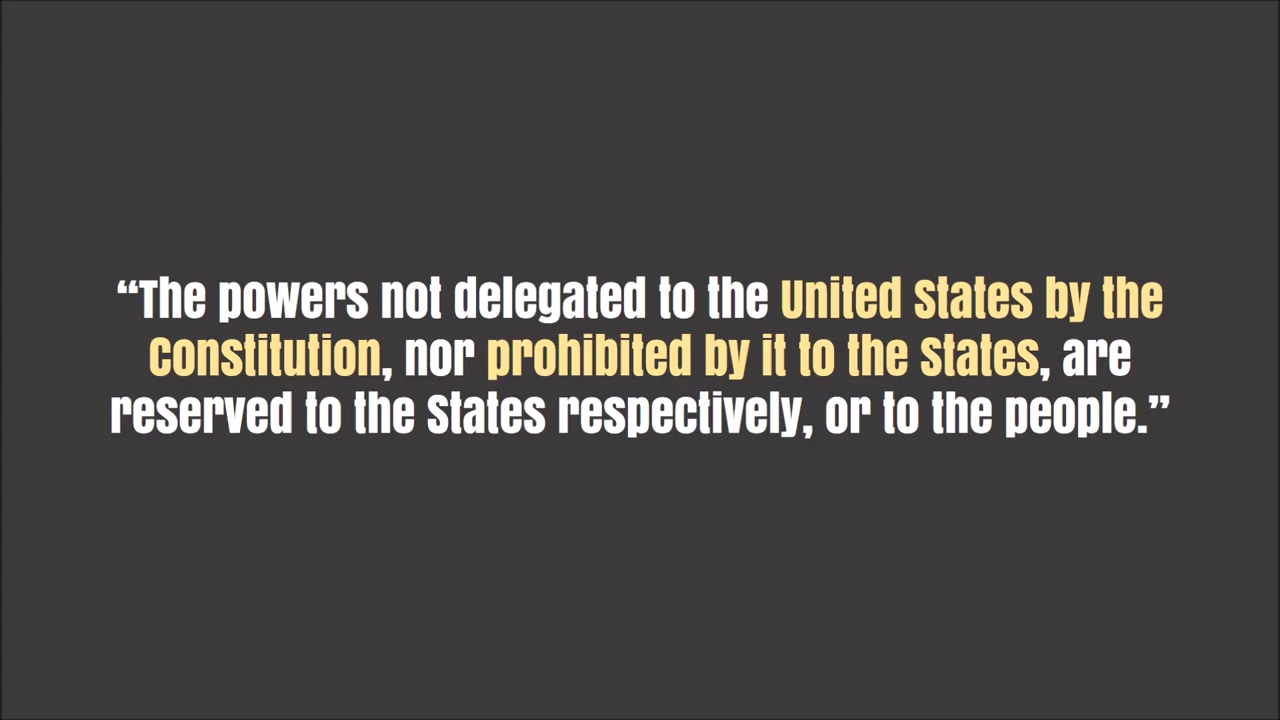 “The powers not delegated to the United States by the
Constitution, nor prohibited by it to the States, are
reserved to the States respectively, or to the people.”